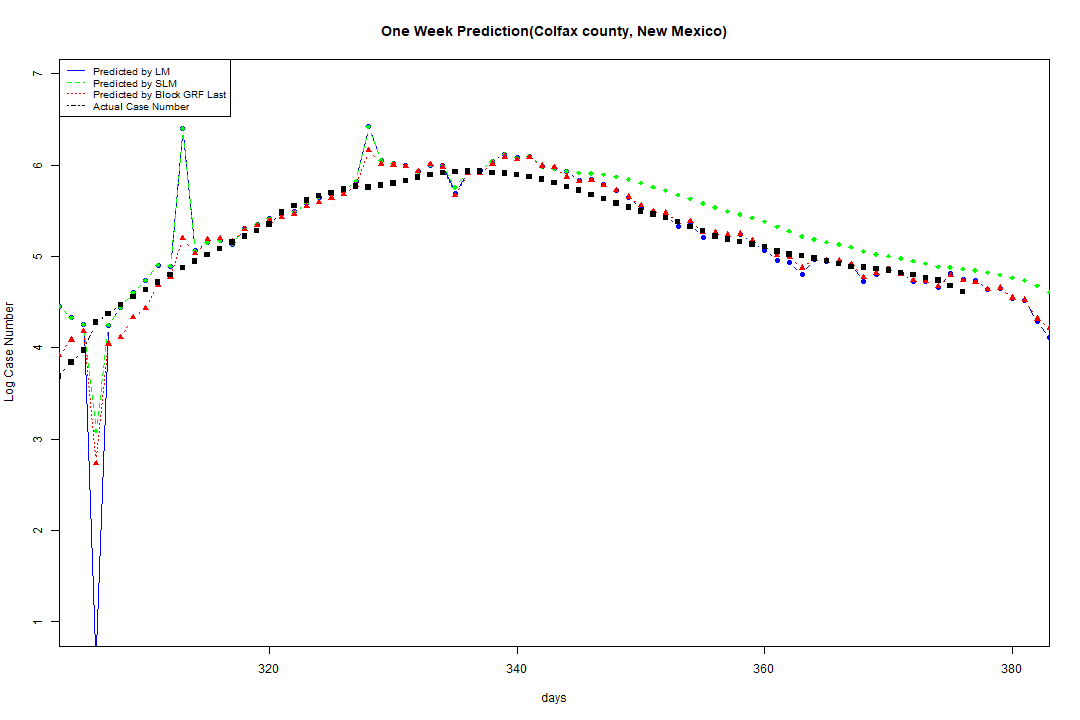 One Week Prediction(Colfax county, New Mexico)
Predicted by LM
Predicted by SLM
Predicted by Block GRF Last
Actual Case Number
7
6
5
4
3
2
1
Log Case Number
320 340 360 380
days